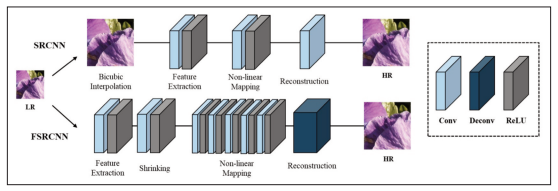 SRCNN
Bicubic
Interpolation
Feature
Extraction
Non-linear
Mapping
Reconstruction
HR
LR
FSRCNN
Feature
Extraction
Shrinking
Non-linear
Mapping
Reconstruction
HR
Conv
Deconv
ReLU